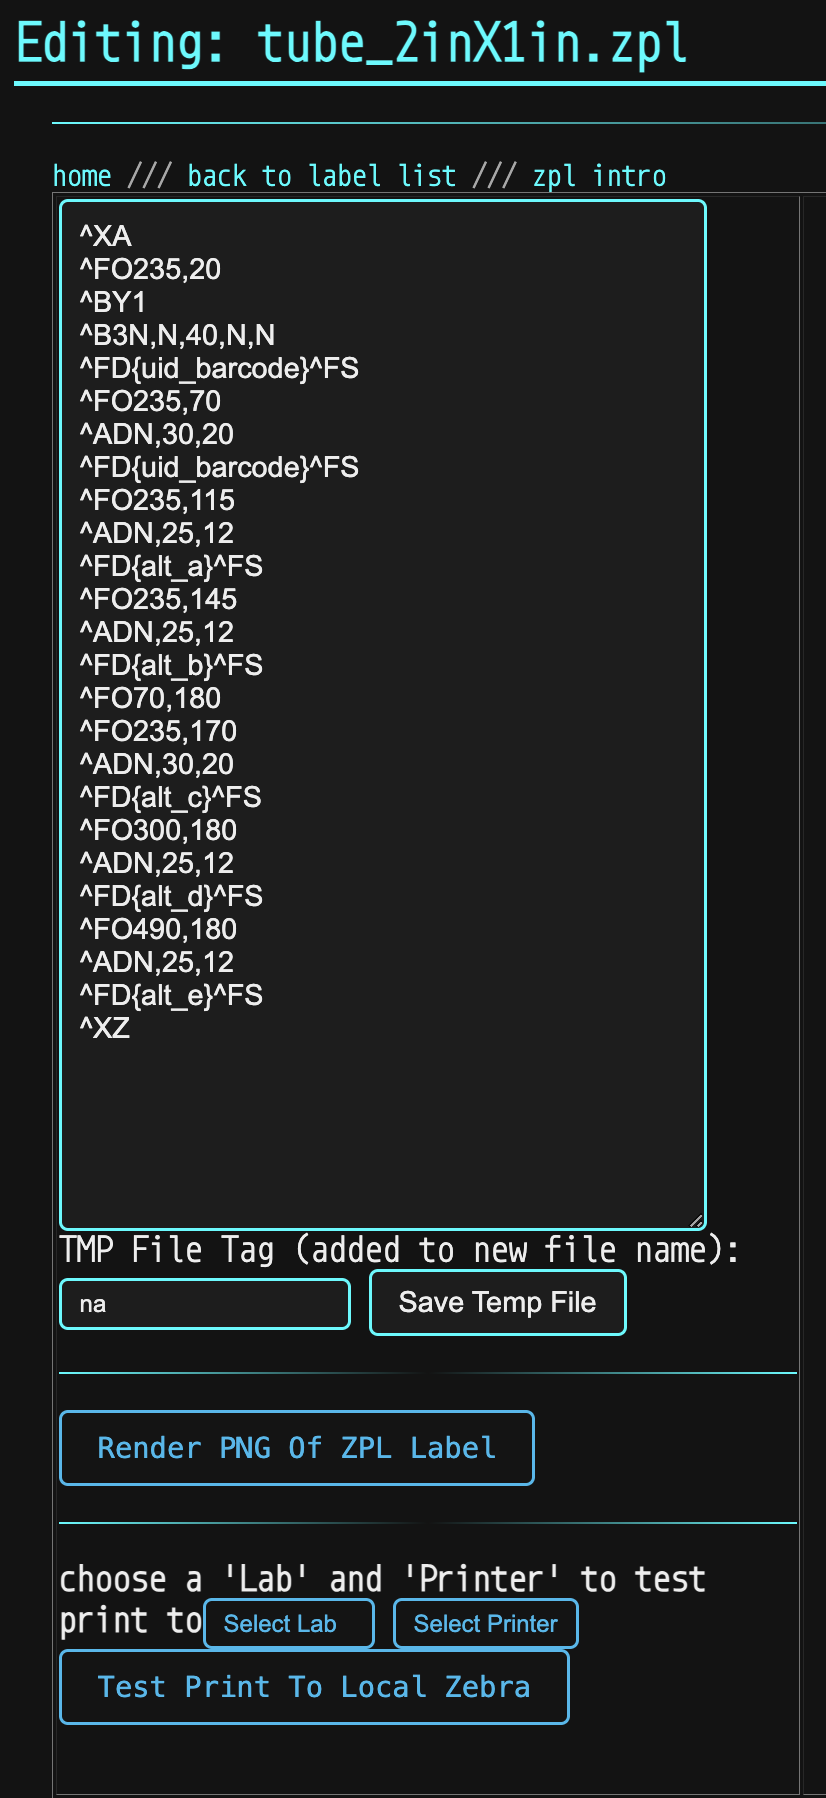 Editing: tube_2inX1in.zpl
home /// back to label list /// zpl intro
^XA
^FO235,20
^BY1
^B3N,N,40,N,N
^FD{uid_barcode}^FS
^FO235,70
^ADN,30,20
^FD{uid_barcode}^FS
^FO235,115
^ADN,25,12
^FD{alt_a}^FS
^FO235,145
^ADN,25,12
^FD{alt_b}^FS
^FO70,180
^FO235,170
^ADN,30,20
^FD{alt_c}^FS
^FO300,180
^ADN,25,12
^FD{alt_d}^FS
^FO490,180
^ADN,25,12
^FD{alt_e}^FS
^XZ
TMP File Tag (added to new file name):
na Save Temp File
Render PNG Of ZPL Label
choose a 'Lab' and 'Printer' to test
print to Select Lab Select Printer
Test Print To Local Zebra